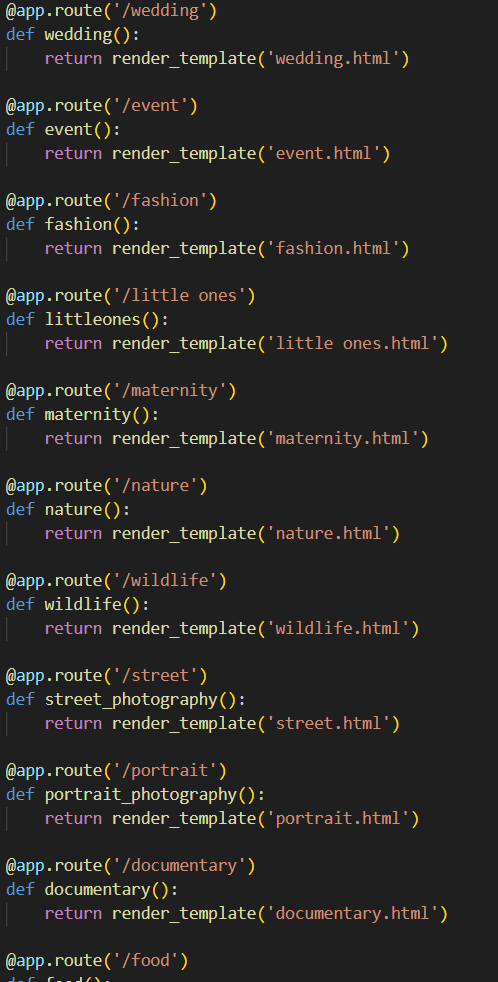 @app.route('/wedding')
def wedding():
    return render_template('wedding.html')

@app.route('/event')
def event():
    return render_template('event.html')

@app.route('/fashion')
def fashion():
    return render_template('fashion.html')

@app.route('/little ones')
def littleones():
    return render_template('little ones.html')

@app.route('/maternity')
def maternity():
    return render_template('maternity.html')

@app.route('/nature')
def nature():
    return render_template('nature.html')

@app.route('/wildlife')
def wildlife():
    return render_template('wildlife.html')

@app.route('/street')
def street_photography():
    return render_template('street.html')

@app.route('/portrait')
def portrait_photography():
    return render_template('portrait.html')

@app.route('/documentary')
def documentary():
    return render_template('documentary.html')

@app.route('/food')
def food():